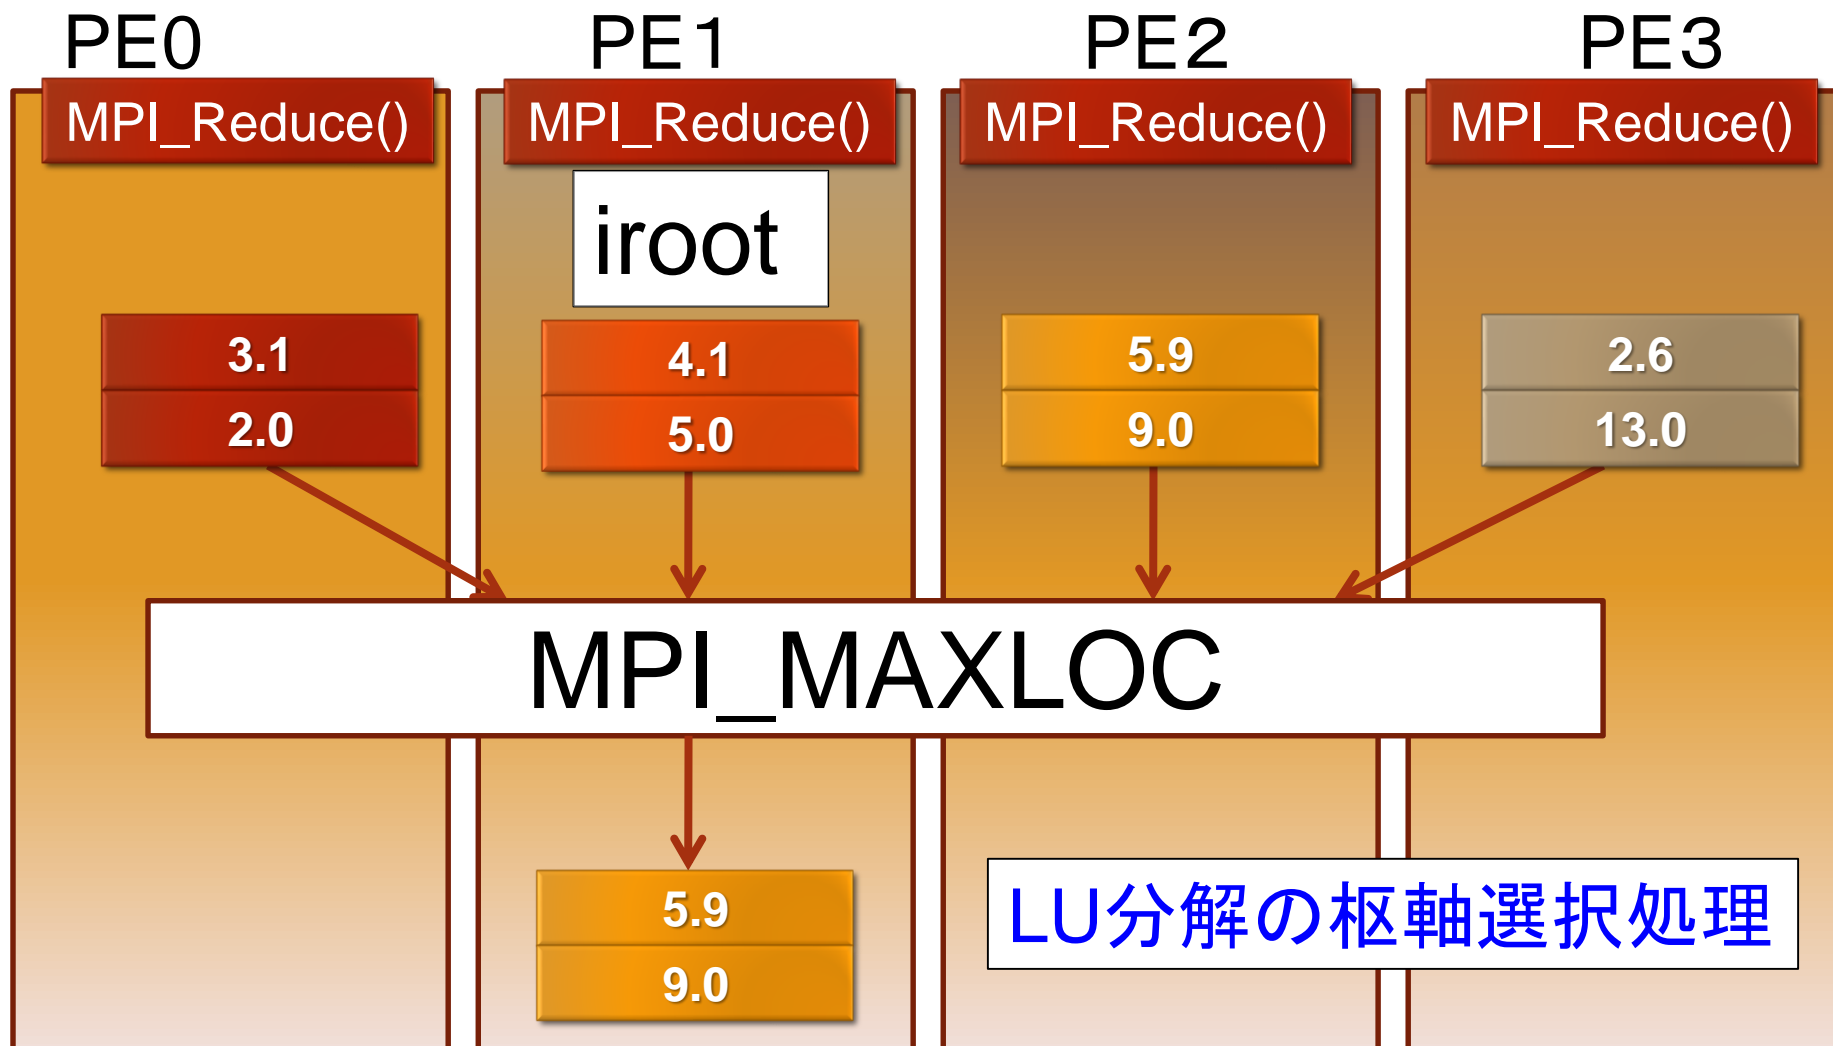 PE0
PE1
PE2
PE3
MPI_Reduce()
MPI_Reduce()
MPI_Reduce()
MPI_Reduce()
iroot
3.1
2.0
4.1
5.0
5.9
9.0
2.6
13.0
MPI_MAXLOC
5.9
9.0
LU分解の枢軸選択処理